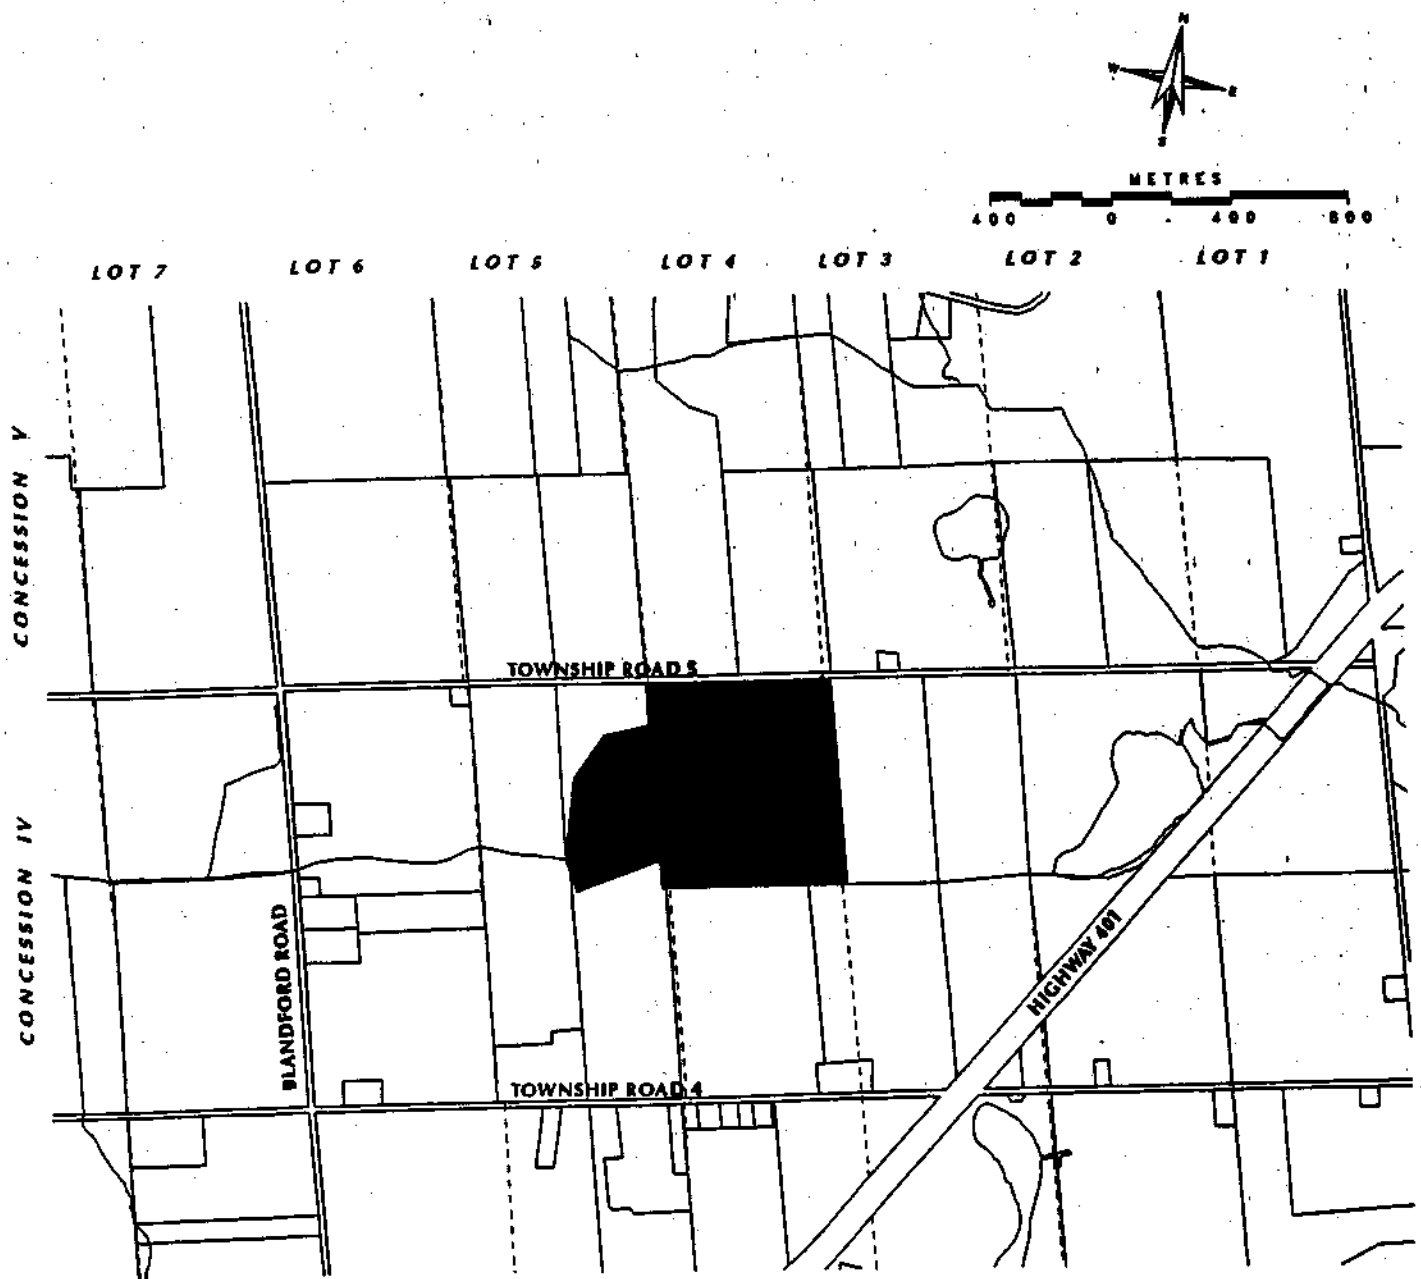 N
W
E
S
METRES
400 0 400 800
LOT 7 LOT 6 LOT 5 LOT 4 LOT 3 LOT 2 LOT 1
CONCESSION V
TOWNSHIP ROAD 5
CONCESSION IV
BLANDFORD ROAD
HIGHWAY 401
TOWNSHIP ROAD 4